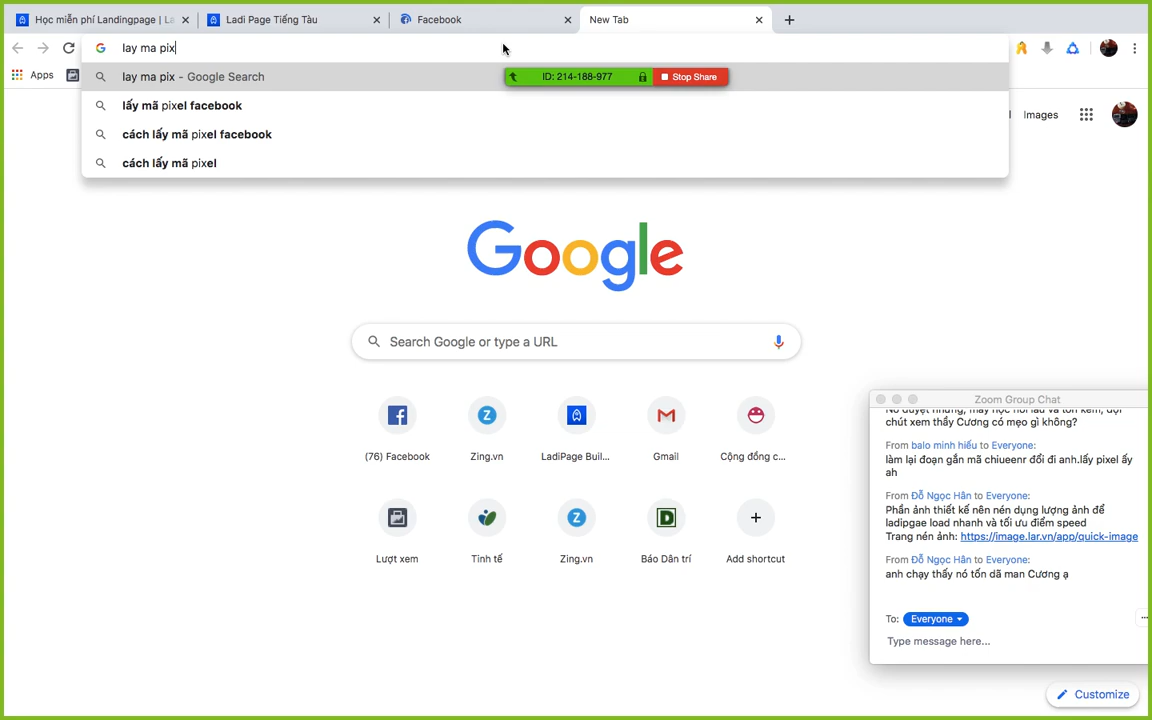 Học miễn phí Landingpage | La
Ladi Page Tiếng Tàu
Facebook
New Tab
lay ma pix
lay ma pix - Google Search
ID: 214-188-977
Stop Share
lấy mã pixel facebook
cách lấy mã pixel facebook
cách lấy mã pixel
Apps
Images
Google
Search Google or type a URL
(76) Facebook
Zing.vn
LadiPage Buil...
Gmail
Cộng đồng c...
Lượt xem
Tinh tế
Zing.vn
Báo Dân trí
Add shortcut
Zoom Group Chat
chút xem thầy Cương có mẹo gì không?
From balo minh hiếu to Everyone:
làm lại đoạn gắn mã chiueenr đổi đi anh.lấy pixel ấy
ah
From Đỗ Ngọc Hân to Everyone:
Phần ảnh thiết kế nên nén dụng lượng ảnh để
ladipgae load nhanh và tối ưu điểm speed
Trang nén ảnh: https://image.lar.vn/app/quick-image
From Đỗ Ngọc Hân to Everyone:
anh chạy thấy nó tốn dã man Cương ạ
To: Everyone
Type message here...
Customize